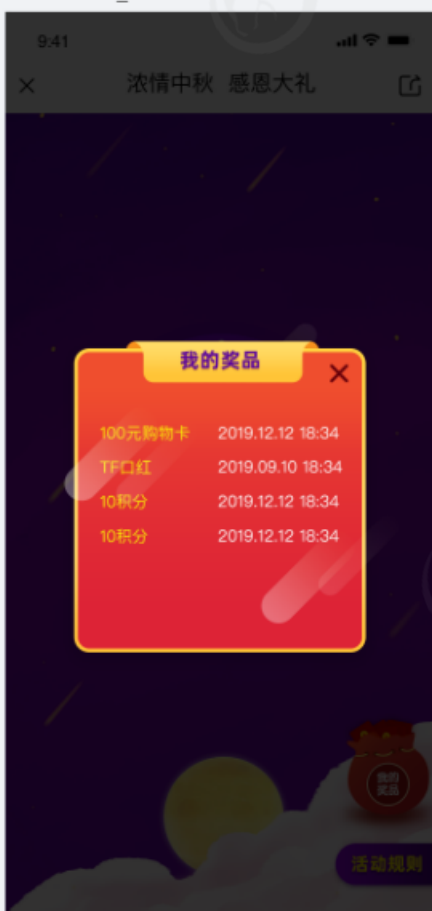 9:41
浓情中秋 感恩大礼
我的奖品
100元购物卡 2019.12.12 18:34
TF口红 2019.09.10 18:34
10积分 2019.12.12 18:34
10积分 2019.12.12 18:34
我的
奖品
活动规则